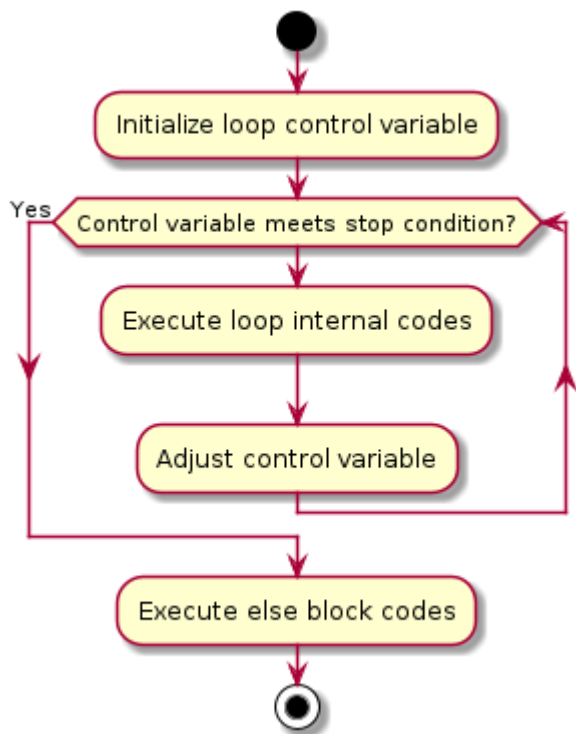 Initialize loop control variable
Yes
Control variable meets stop condition?
Execute loop internal codes
Adjust control variable
Execute else block codes